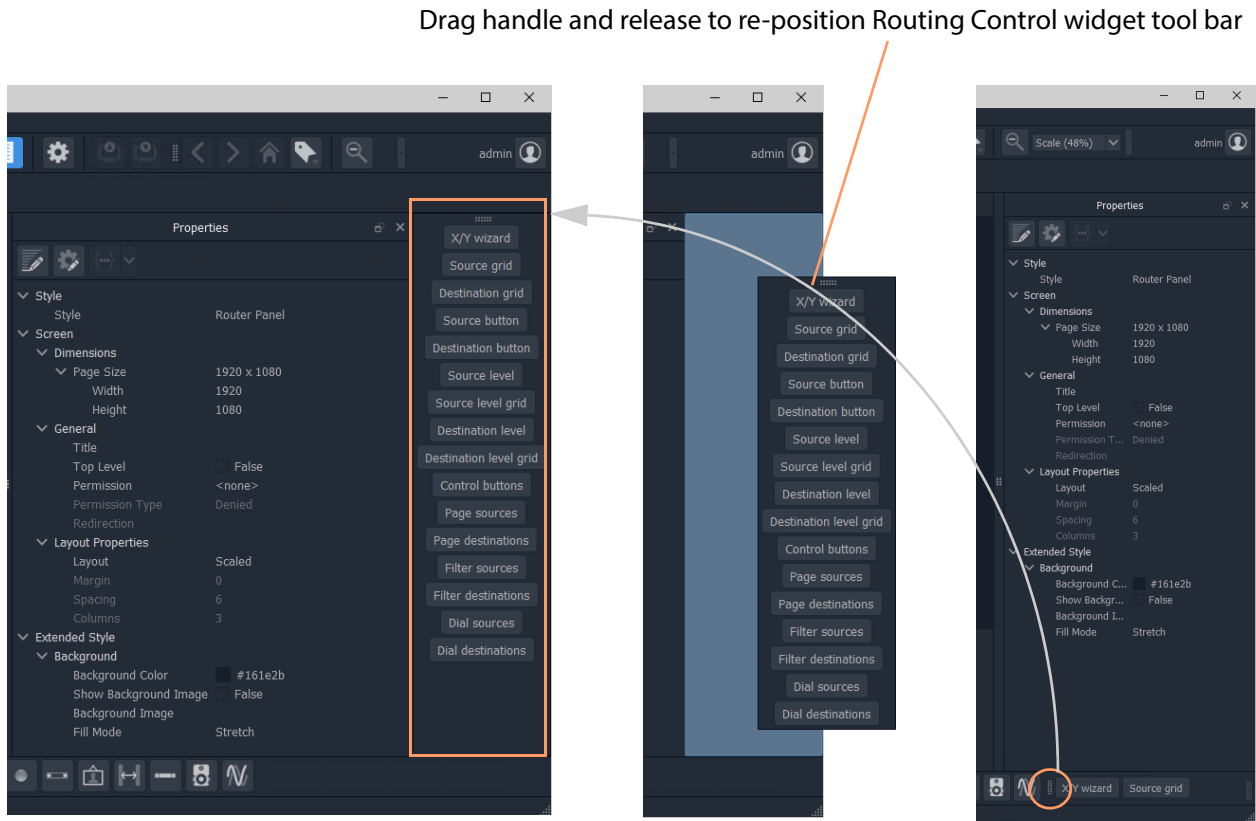 Drag handle and release to re-position Routing Control widget tool bar
admin
Properties
Style
Style Router Panel
Screen
Dimensions
Page Size 1920 x 1080
Width 1920
Height 1080
General
Title
Top Level False
Permission <none>
Permission Type Denied
Redirection
Layout Properties
Layout Scaled
Margin 0
Spacing 6
Columns 3
Extended Style
Background
Background Color #161e2b
Show Background Image False
Background Image
Fill Mode Stretch
X/Y wizard
Source grid
Destination grid
Source button
Destination button
Source level
Source level grid
Destination level
Destination level grid
Control buttons
Page sources
Page destinations
Filter sources
Filter destinations
Dial sources
Dial destinations
admin
X/Y wizard
Source grid
Destination grid
Source button
Destination button
Source level
Source level grid
Destination level
Destination level grid
Control buttons
Page sources
Page destinations
Filter sources
Filter destinations
Dial sources
Dial destinations
Scale (48%) admin
Properties
Style
Style Router Panel
Screen
Dimensions
Page Size 1920 x 1080
Width 1920
Height 1080
General
Title
Top Level False
Permission <none>
Permission T... Denied
Redirection
Layout Properties
Layout Scaled
Margin 0
Spacing 6
Columns 3
Extended Style
Background
Background C... #161e2b
Show Backgr... False
Background I...
Fill Mode Stretch
X/Y wizard Source grid